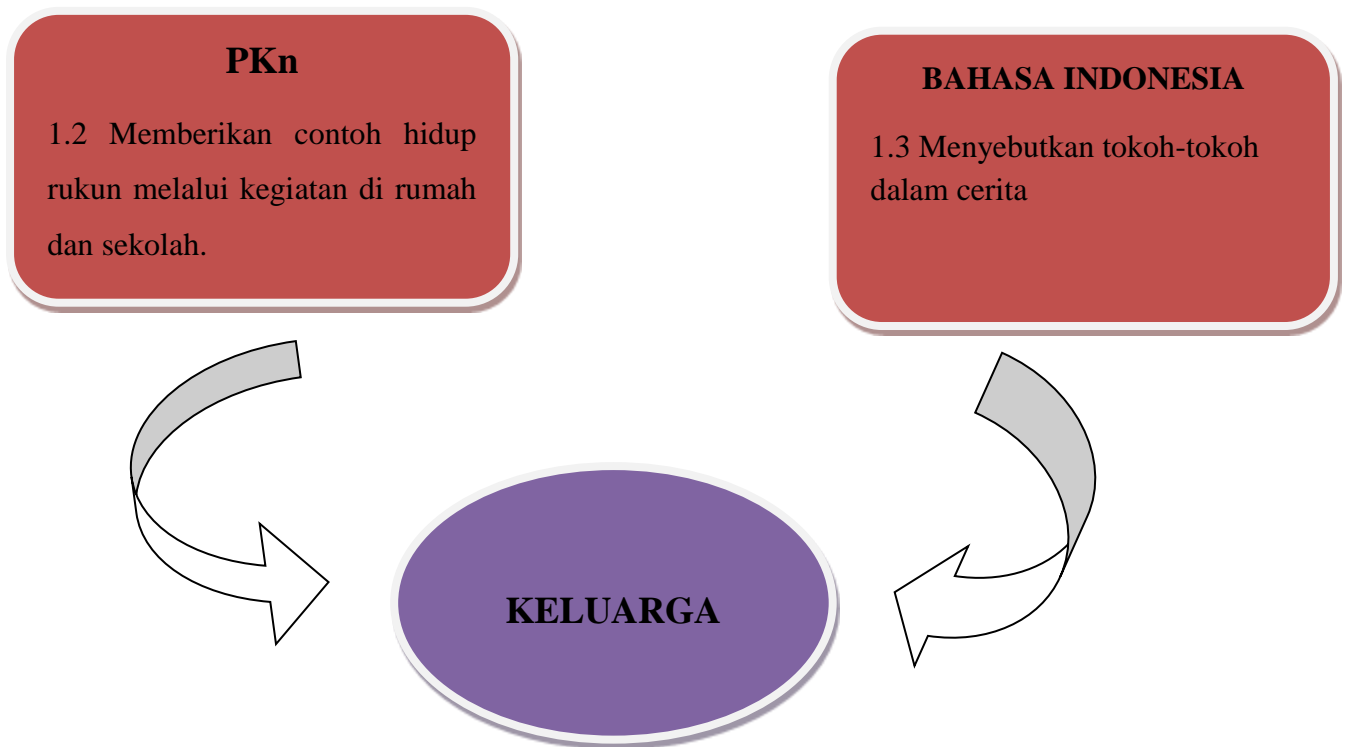 PKn
1.2 Memberikan contoh hidup
rukun melalui kegiatan di rumah
dan sekolah.
BAHASA INDONESIA
1.3 Menyebutkan tokoh-tokoh
dalam cerita
KELUARGA